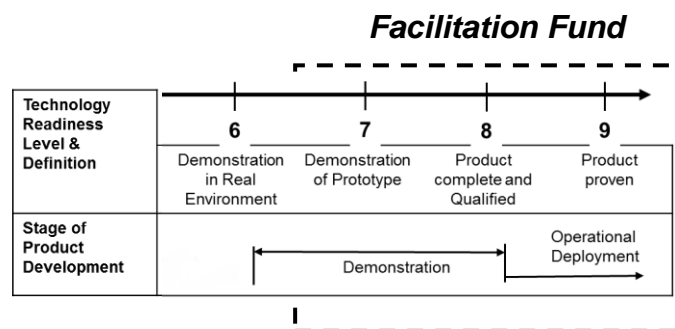 Facilitation Fund
Technology
Readiness
Level &
Definition
6 7 8 9
Demonstration
in Real
Environment
Demonstration
of Prototype
Product
complete and
Qualified
Product
proven
Stage of
Product
Development
Demonstration
Operational
Deployment